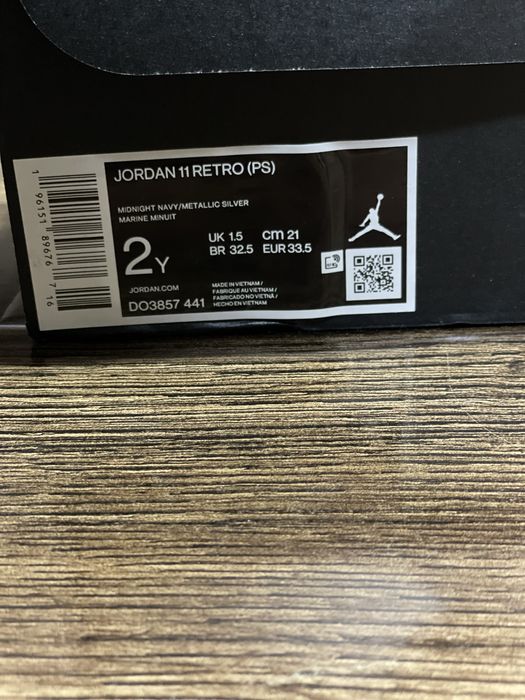 JORDAN 11 RETRO (PS)
MIDNIGHT NAVY/METALLIC SILVER
MARINE MINUIT
2Y
UK 1.5 cm 21
BR 32.5 EUR 33.5
JORDAN.COM
DO3857 441
MADE IN VIETNAM /
FABRIQUE AU VIETNAM /
FABRICADO NO VIETNÃ /
HECHO EN VIETNAM
1 96151 89676 7 16